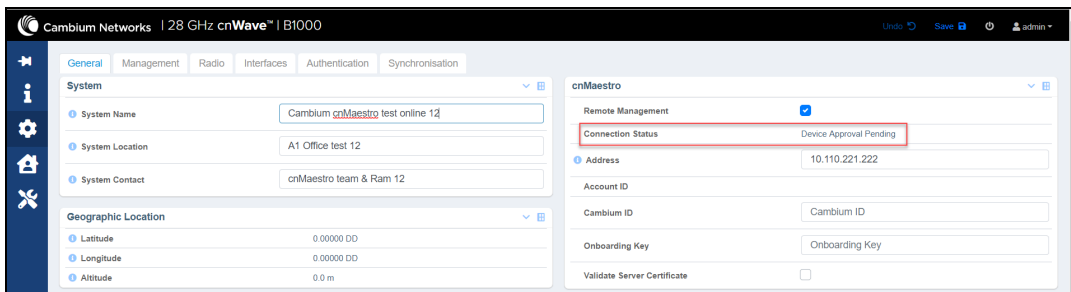 Cambium Networks | 28 GHz cnWave™ | B1000
Undo Save admin
General Management Radio Interfaces Authentication Synchronisation
System
System Name Cambium cnMaestro test online 12
System Location A1 Office test 12
System Contact cnMaestro team & Ram 12
Geographic Location
Latitude 0.00000 DD
Longitude 0.00000 DD
Altitude 0.0 m
cnMaestro
Remote Management
Connection Status Device Approval Pending
Address 10.110.221.222
Account ID
Cambium ID Cambium ID
Onboarding Key Onboarding Key
Validate Server Certificate